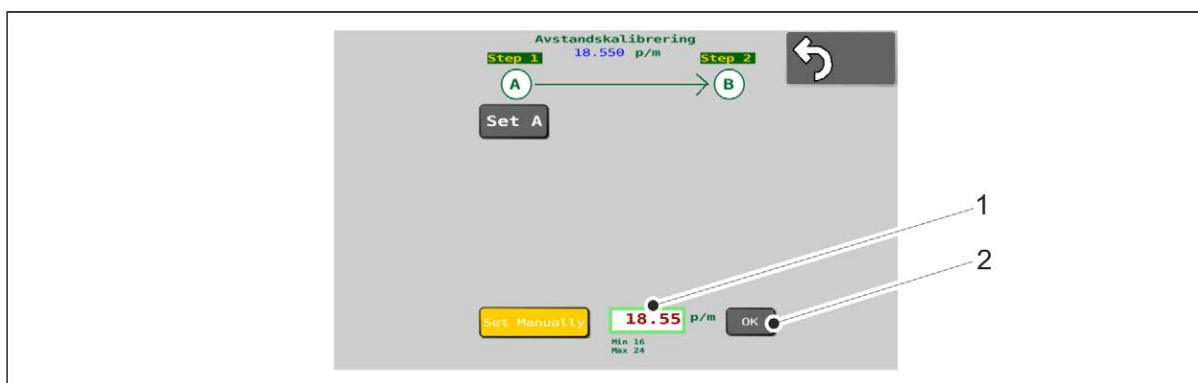 Avstandskalibrering
18.550 p/m
Step 1
Step 2
A
B
Set A
1
2
Set Manually
18.55 p/m
OK
Min 16
Max 24